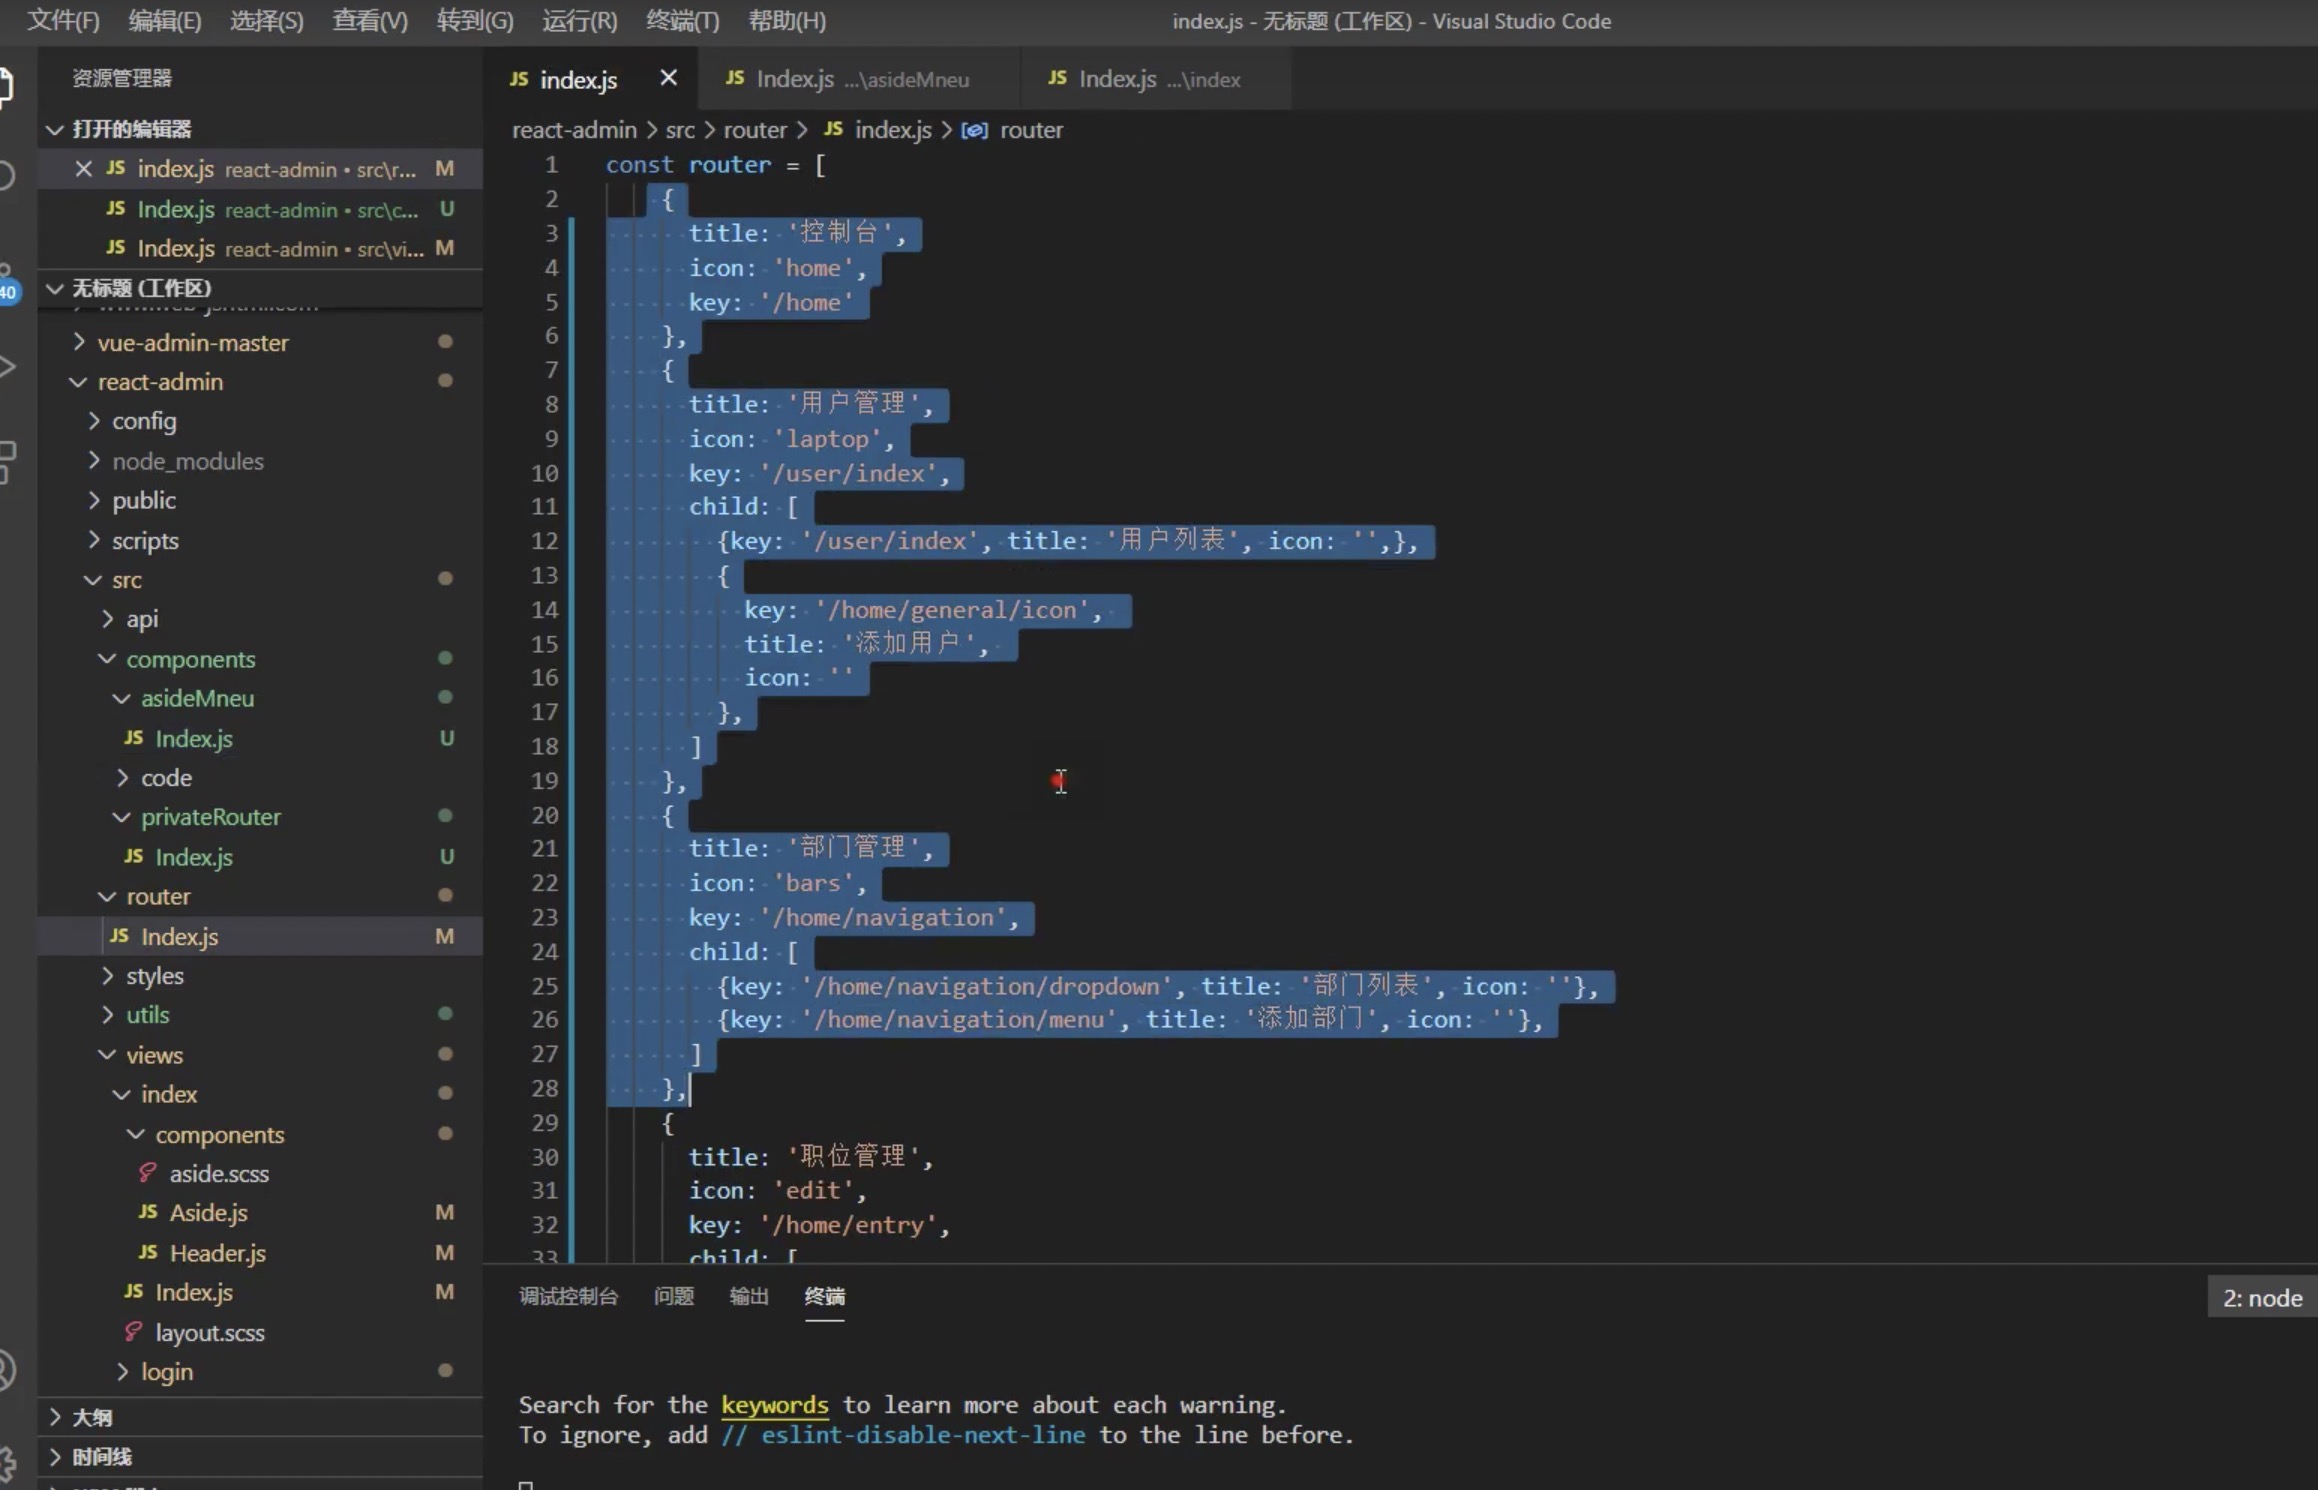 文件(F) 编辑(E) 选择(S) 查看(V) 转到(G) 运行(R) 终端(T) 帮助(H)
index.js - 无标题 (工作区) - Visual Studio Code
资源管理器
打开的编辑器
JS index.js react-admin • src\r... M
JS Index.js react-admin • src\c... U
JS Index.js react-admin • src\vi... M
40
无标题 (工作区)
vue-admin-master
react-admin
config
node_modules
public
scripts
src
api
components
asideMneu
JS Index.js U
code
privateRouter
JS Index.js U
router
JS Index.js M
styles
utils
views
index
components
aside.scss
JS Aside.js M
JS Header.js M
JS Index.js M
layout.scss
login
大纲
时间线
JS index.js
JS Index.js ...\asideMneu
JS Index.js ...\index
react-admin > src > router > JS index.js > router
1 const router = [
2 {
3 title: '控制台',
4 icon: 'home',
5 key: '/home'
6 },
7 {
8 title: '用户管理',
9 icon: 'laptop',
10 key: '/user/index',
11 child: [
12 {key: '/user/index', title: '用户列表', icon: '',},
13 {
14 key: '/home/general/icon',
15 title: '添加用户',
16 icon: ''
17 },
18 ]
19 },
20 {
21 title: '部门管理',
22 icon: 'bars',
23 key: '/home/navigation',
24 child: [
25 {key: '/home/navigation/dropdown', title: '部门列表', icon: ''},
26 {key: '/home/navigation/menu', title: '添加部门', icon: ''},
27 ]
28 },
29 {
30 title: '职位管理',
31 icon: 'edit',
32 key: '/home/entry',
33 child: [
调试控制台 问题 输出 终端
2: node
Search for the keywords to learn more about each warning.
To ignore, add // eslint-disable-next-line to the line before.